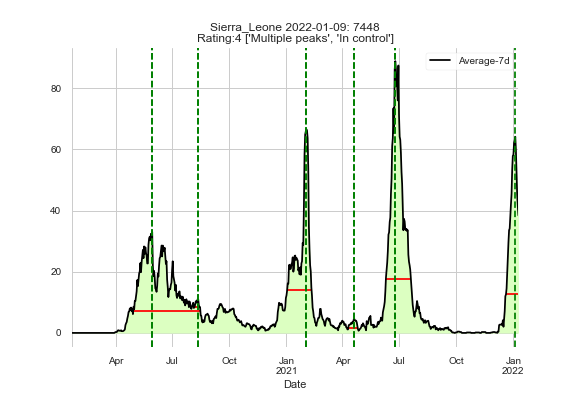 Sierra_Leone 2022-01-09: 7448
Rating:4 ['Multiple peaks', 'In control']
Average-7d
80
60
40
20
0
Apr Jul Oct Jan Apr Jul Oct Jan
2021 2022
Date